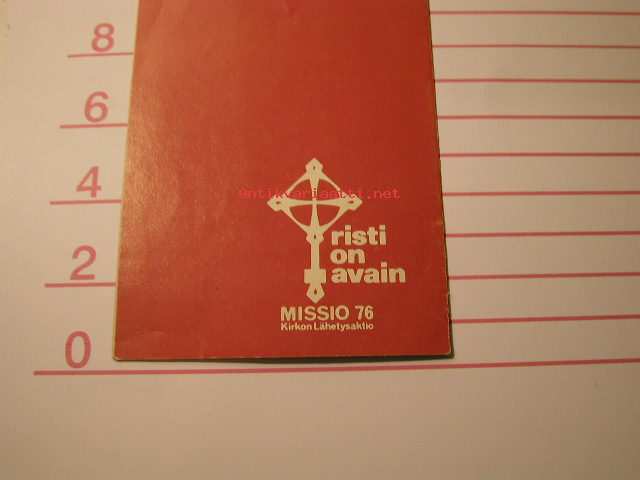 8
6
4
2
0
antikvariaatti.net
risti
on
avain
MISSIO 76
Kirkon Lähetysaktio